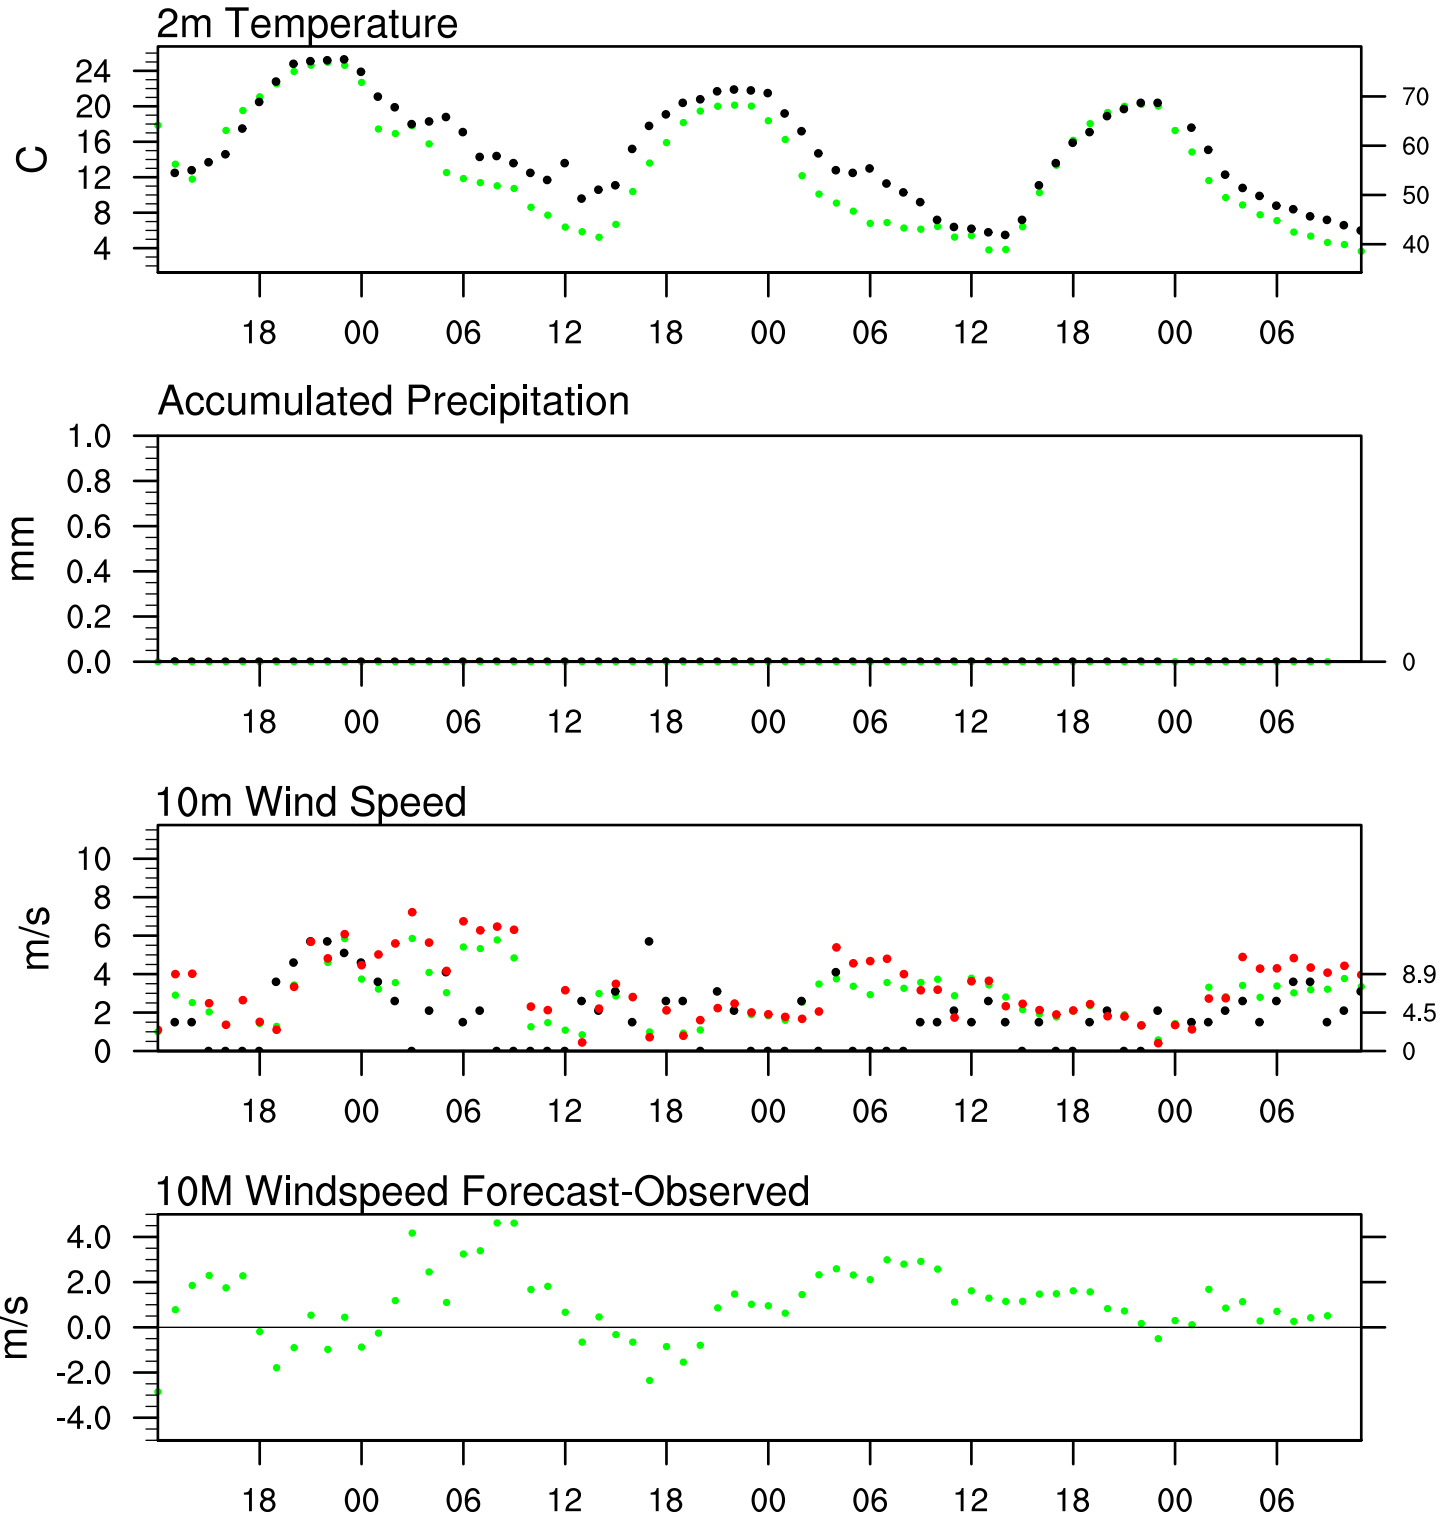 2m Temperature
24
20
16
12
8
4
C
70
60
50
40
18 00 06 12 18 00 06 12 18 00 06
Accumulated Precipitation
1.0
0.8
0.6
0.4
0.2
0.0
mm
0
18 00 06 12 18 00 06 12 18 00 06
10m Wind Speed
10
8
6
4
2
0
m/s
8.9
4.5
0
18 00 06 12 18 00 06 12 18 00 06
10M Windspeed Forecast-Observed
4.0
2.0
0.0
-2.0
-4.0
m/s
18 00 06 12 18 00 06 12 18 00 06